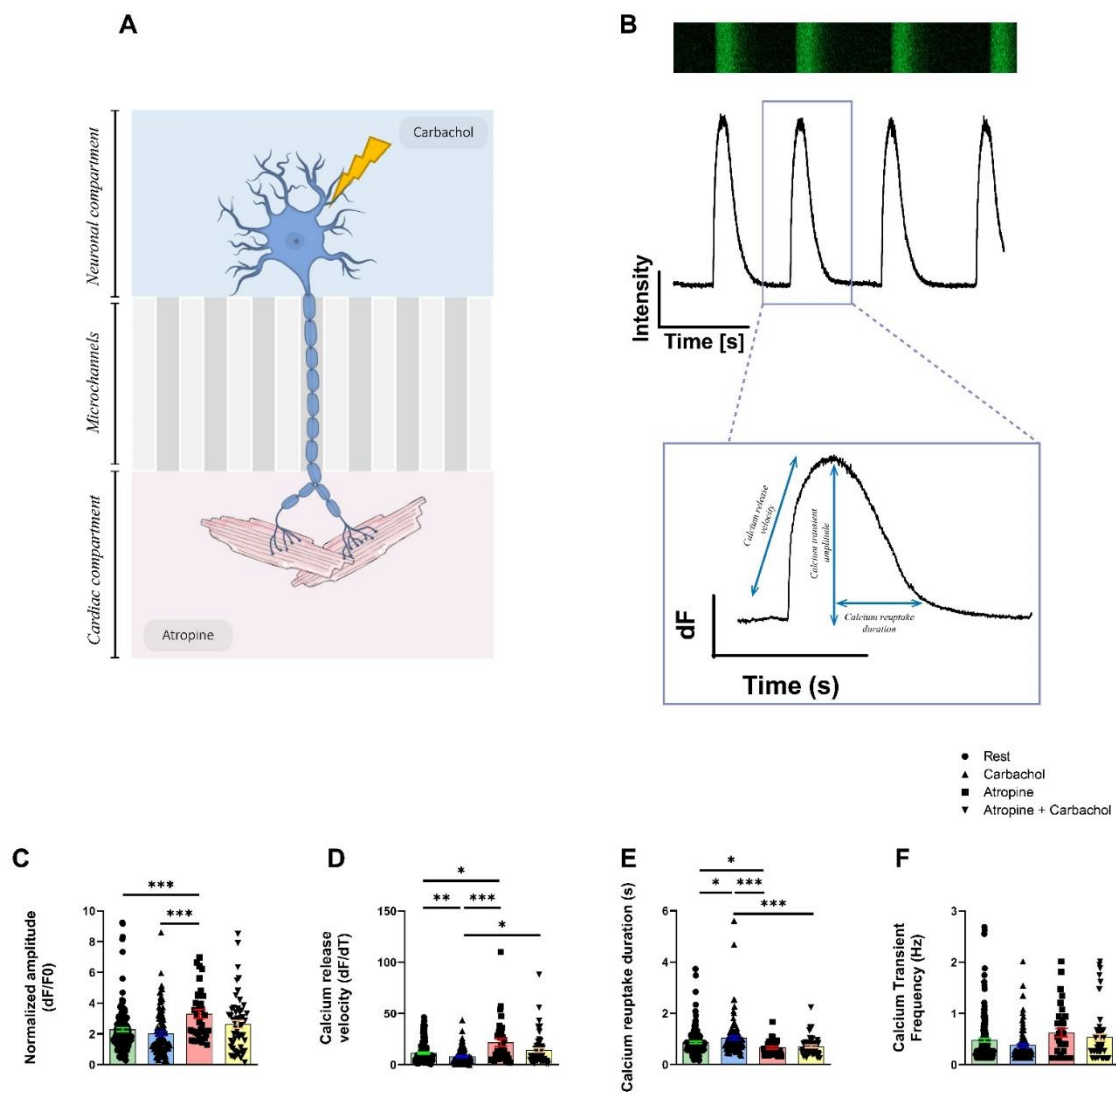 A
Neuronal compartment
Carbachol
Microchannels
Cardiac compartment
Atropine
B
Intensity
Time [s]
Calcium release
velocity
Calcium transient
amplitude
Calcium reuptake
duration
dF
Time (s)
Rest
Carbachol
Atropine
Atropine + Carbachol
C
Normalized amplitude
(dF/F0)
10
8
6
4
2
0
***
***
D
Calcium release
velocity (dF/dT)
150
100
50
0
*
**
***
*
E
Calcium reuptake duration (s)
6
4
2
0
*
*
***
***
F
Calcium Transient
Frequency (Hz)
3
2
1
0